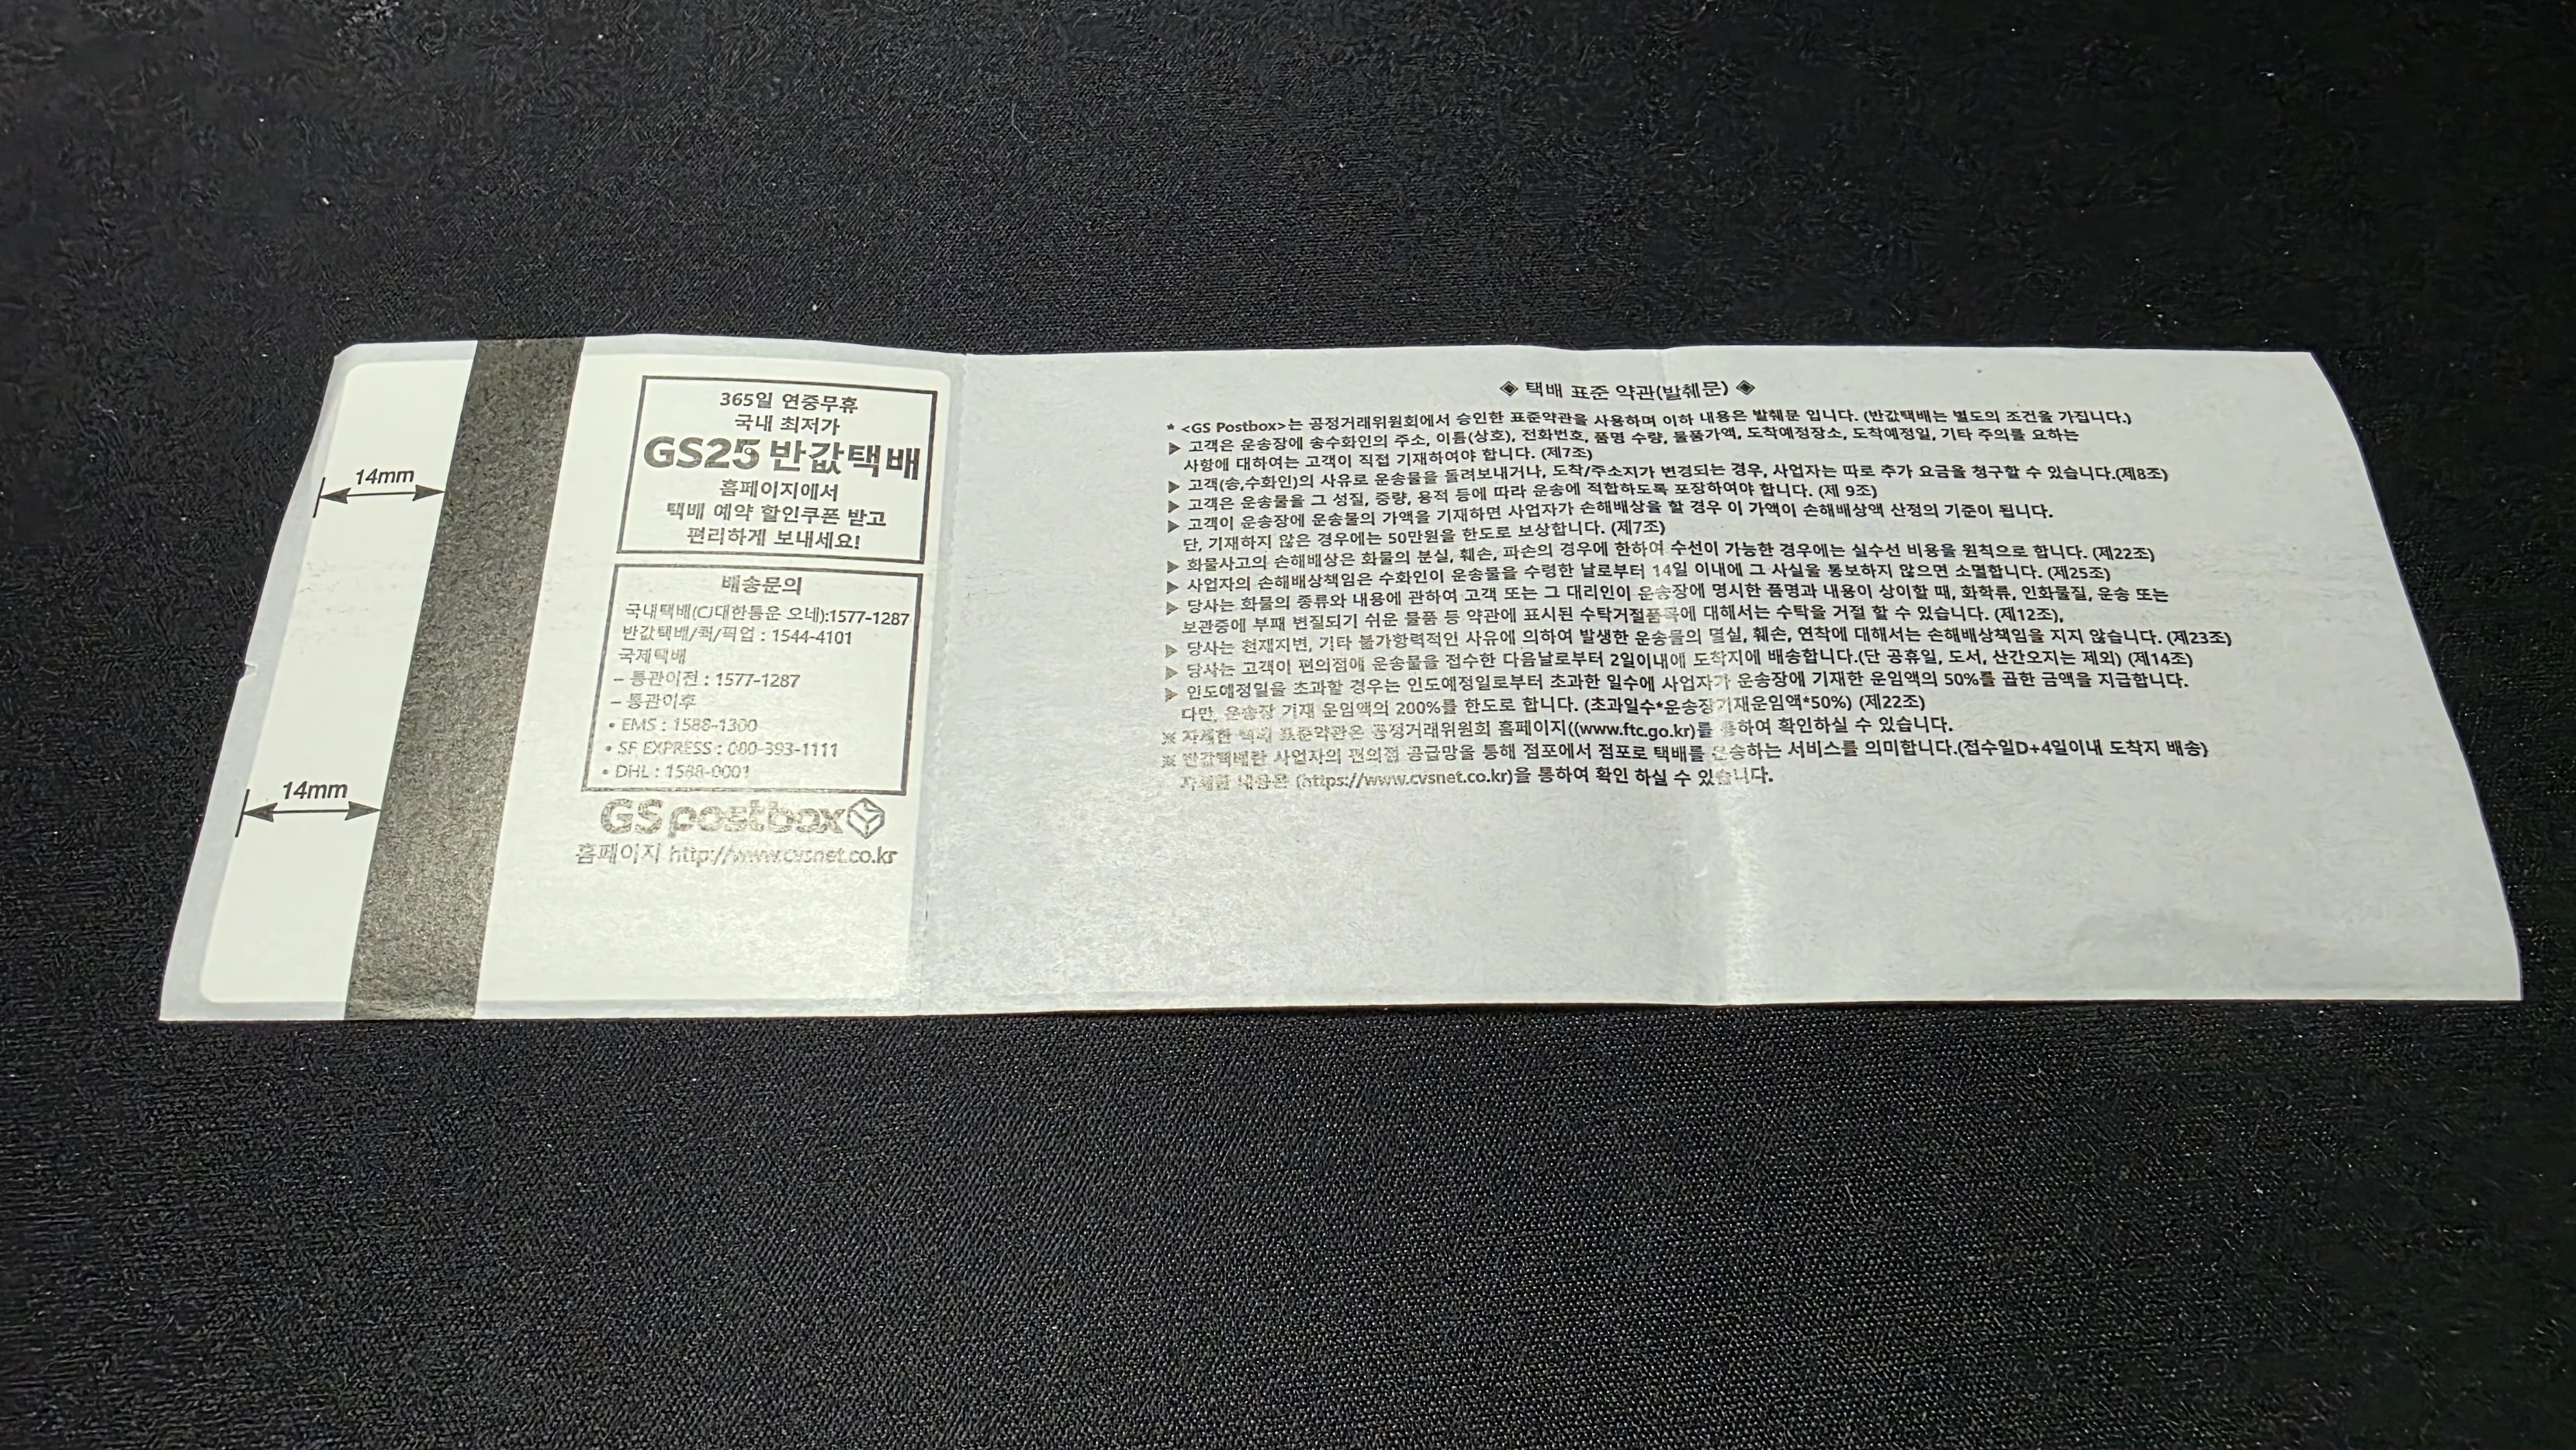 14mm
14mm
365일 연중무휴
국내 최저가
GS25 반값택배
홈페이지에서
택배 예약 할인쿠폰 받고
편리하게 보내세요!
배송문의
국내택배(CJ대한통운 오네):1577-1287
반값택배/퀵/픽업 : 1544-4101
국제택배
– 통관이전 : 1577-1287
– 통관이후
• EMS : 1588-1300
• SF EXPRESS : 080-393-1111
• DHL : 1588-0001
GS postbox
홈페이지 http://www.cvsnet.co.kr
◈ 택배 표준 약관(발췌문) ◈
* <GS Postbox>는 공정거래위원회에서 승인한 표준약관을 사용하며 이하 내용은 발췌문 입니다. (반값택배는 별도의 조건을 가집니다.)
▶ 고객은 운송장에 송수화인의 주소, 이름(상호), 전화번호, 품명 수량, 물품가액, 도착예정장소, 도착예정일, 기타 주의를 요하는
사항에 대하여는 고객이 직접 기재하여야 합니다. (제7조)
▶ 고객(송,수화인)의 사유로 운송물을 돌려보내거나, 도착/주소지가 변경되는 경우, 사업자는 따로 추가 요금을 청구할 수 있습니다.(제8조)
▶ 고객은 운송물을 그 성질, 중량, 용적 등에 따라 운송에 적합하도록 포장하여야 합니다. (제 9조)
▶ 고객이 운송장에 운송물의 가액을 기재하면 사업자가 손해배상을 할 경우 이 가액이 손해배상액 산정의 기준이 됩니다.
단, 기재하지 않은 경우에는 50만원을 한도로 보상합니다. (제7조)
▶ 화물사고의 손해배상은 화물의 분실, 훼손, 파손의 경우에 한하여 수선이 가능한 경우에는 실수선 비용을 원칙으로 합니다. (제22조)
▶ 사업자의 손해배상책임은 수화인이 운송물을 수령한 날로부터 14일 이내에 그 사실을 통보하지 않으면 소멸합니다. (제25조)
▶ 당사는 화물의 종류와 내용에 관하여 고객 또는 그 대리인이 운송장에 명시한 품명과 내용이 상이할 때, 화학류, 인화물질, 운송 또는
보관중에 부패 변질되기 쉬운 물품 등 약관에 표시된 수탁거절품목에 대해서는 수탁을 거절 할 수 있습니다. (제12조),
▶ 당사는 천재지변, 기타 불가항력적인 사유에 의하여 발생한 운송물의 멸실, 훼손, 연착에 대해서는 손해배상책임을 지지 않습니다. (제23조)
▶ 당사는 고객이 편의점에 운송물을 접수한 다음날로부터 2일이내에 도착지에 배송합니다.(단 공휴일, 도서, 산간오지는 제외) (제14조)
▶ 인도예정일을 초과할 경우는 인도예정일로부터 초과한 일수에 사업자가 운송장에 기재한 운임액의 50%를 곱한 금액을 지급합니다.
다만, 운송장 기재 운임액의 200%를 한도로 합니다. (초과일수*운송장기재운임액*50%) (제22조)
※ 자세한 택배 표준약관은 공정거래위원회 홈페이지((www.ftc.go.kr)를 통하여 확인하실 수 있습니다.
※ 반값택배란 사업자의 편의점 공급망을 통해 점포에서 점포로 택배를 운송하는 서비스를 의미합니다.(접수일D+4일이내 도착지 배송)
자세한 내용은 (https://www.cvsnet.co.kr)을 통하여 확인 하실 수 있습니다.